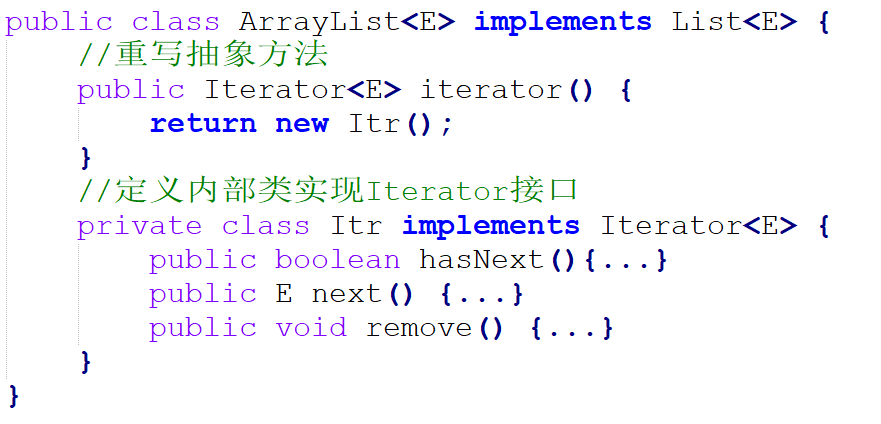 public class ArrayList<E> implements List<E> {
    //重写抽象方法
    public Iterator<E> iterator() {
        return new Itr();
    }
    //定义内部类实现Iterator接口
    private class Itr implements Iterator<E> {
        public boolean hasNext(){...}
        public E next() {...}
        public void remove() {...}
    }
}